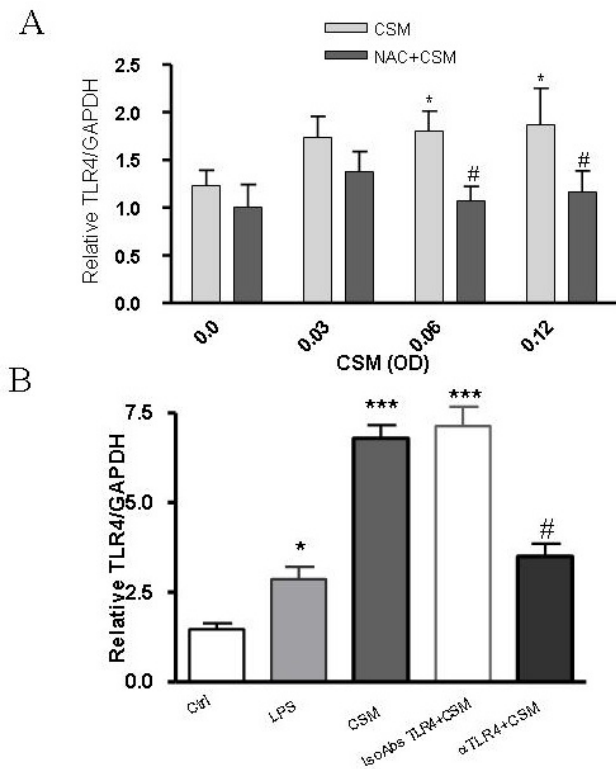 A
CSM
NAC+CSM
Relative TLR4/GAPDH
2.5
2.0
1.5
1.0
0.5
0.0
*
*
#
#
0.0
0.03
0.06
0.12
CSM (OD)
B
Relative TLR4/GAPDH
7.5
5.0
2.5
0.0
*
***
***
#
Ctrl
LPS
CSM
IsoAbs TLR4+CSM
αTLR4+CSM